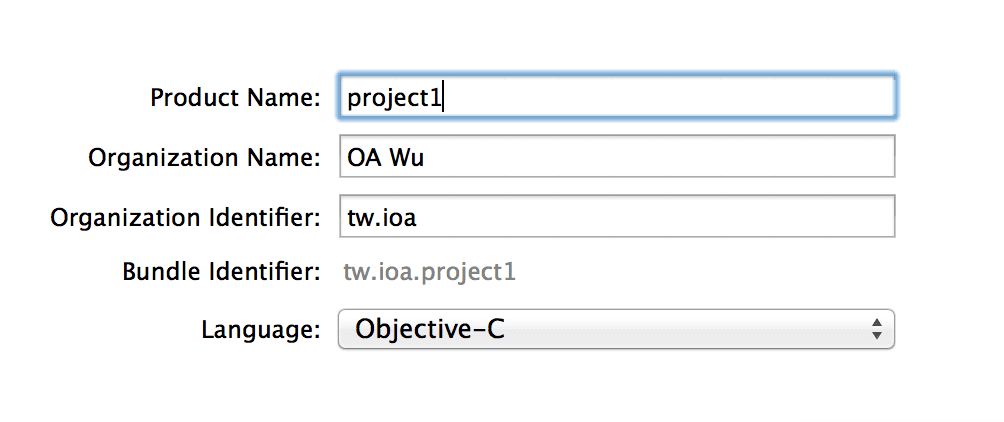 Product Name: project1
Organization Name: OA Wu
Organization Identifier: tw.ioa
Bundle Identifier: tw.ioa.project1
Language: Objective-C